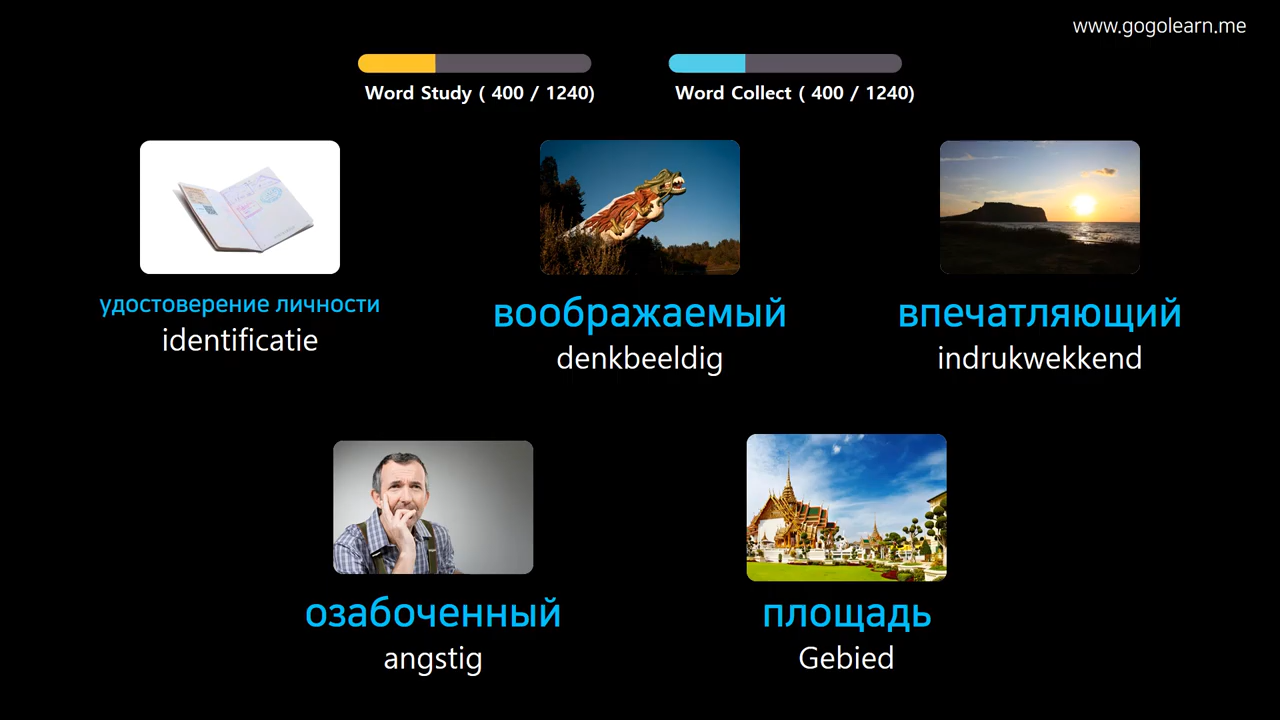 www.gogolearn.me
Word Study ( 400 / 1240)
Word Collect ( 400 / 1240)
удостоверение личности
identificatie
воображаемый
denkbeeldig
впечатляющий
indrukwekkend
озабоченный
angstig
площадь
Gebied